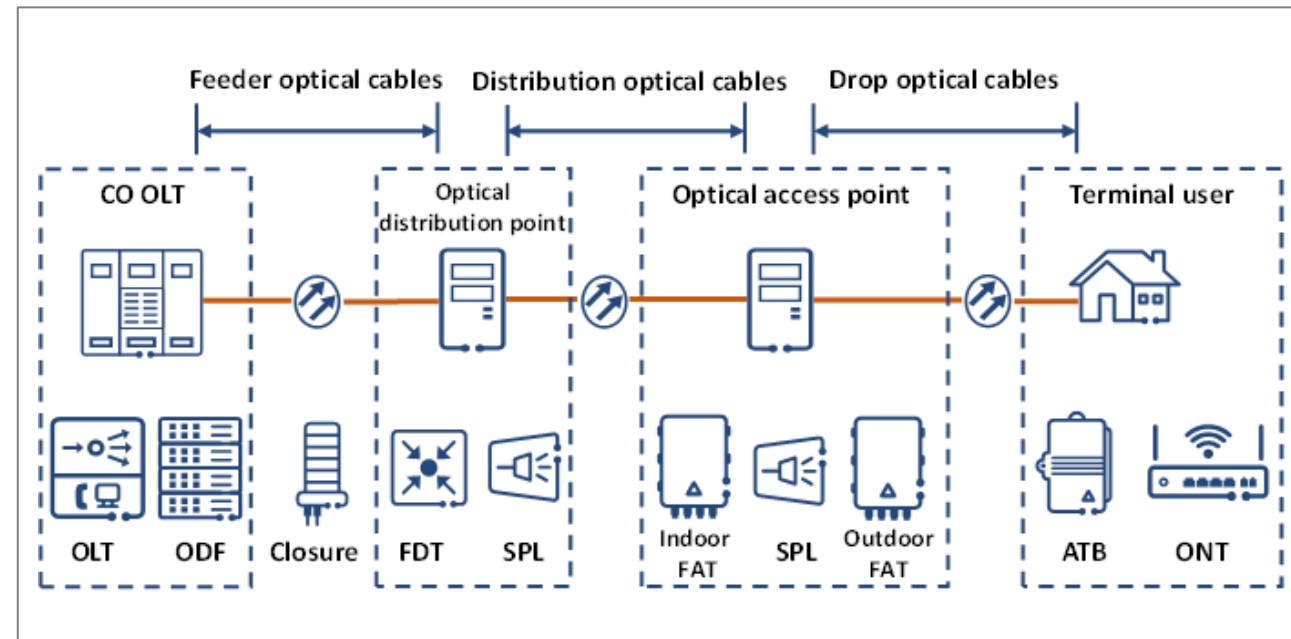 Feeder optical cables
Distribution optical cables
Drop optical cables
CO OLT
Optical
distribution point
Optical access point
Terminal user
OLT
ODF
Closure
FDT
SPL
Indoor
FAT
SPL
Outdoor
FAT
ATB
ONT